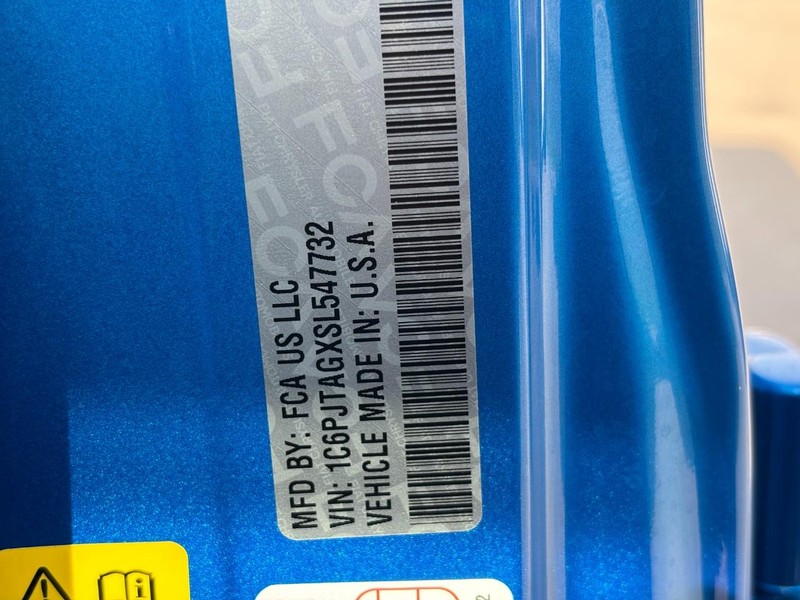 MFD BY: FCA US LLC
VIN: 1C6PJTAGXSL547732
VEHICLE MADE IN: U.S.A.